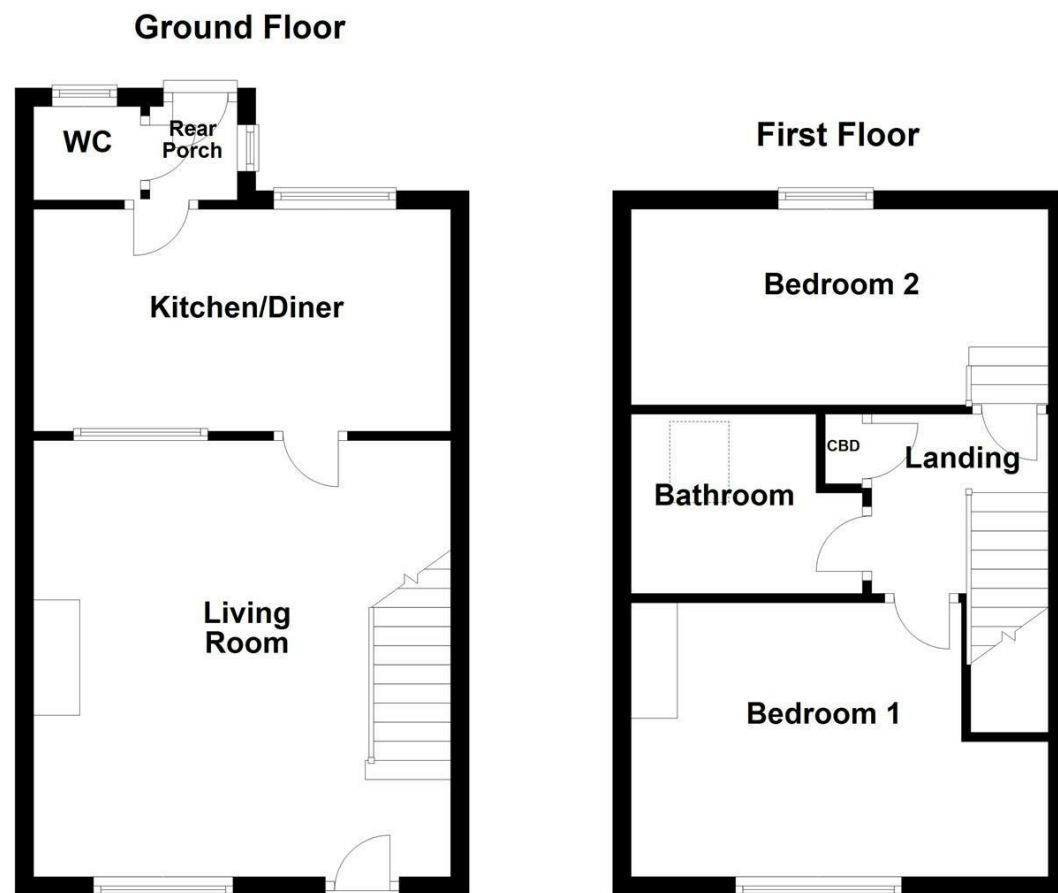 Ground Floor
WC
Rear
Porch
Kitchen/Diner
Living
Room
First Floor
Bedroom 2
CBD
Landing
Bathroom
Bedroom 1